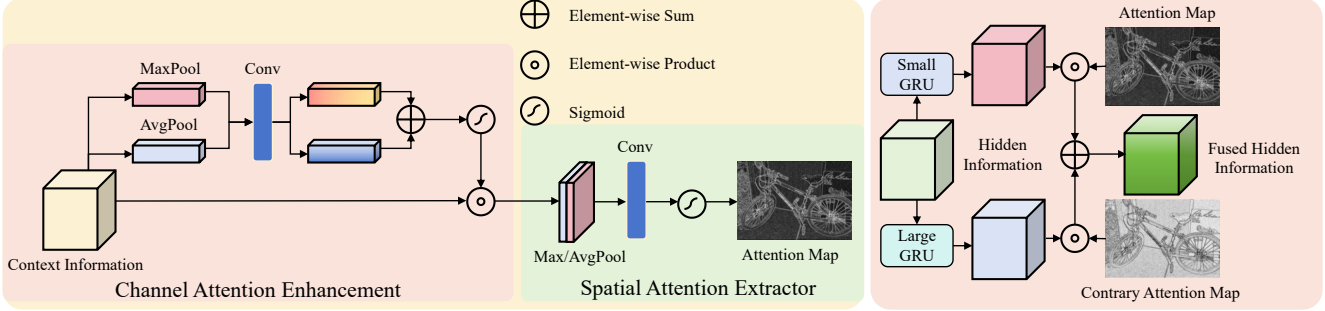 Element-wise Sum
Element-wise Product
Sigmoid
MaxPool
Conv
AvgPool
Context Information
Channel Attention Enhancement
Conv
Max/AvgPool
Attention Map
Spatial Attention Extractor
Attention Map
Small
GRU
Hidden
Information
Fused Hidden
Information
Large
GRU
Contrary Attention Map